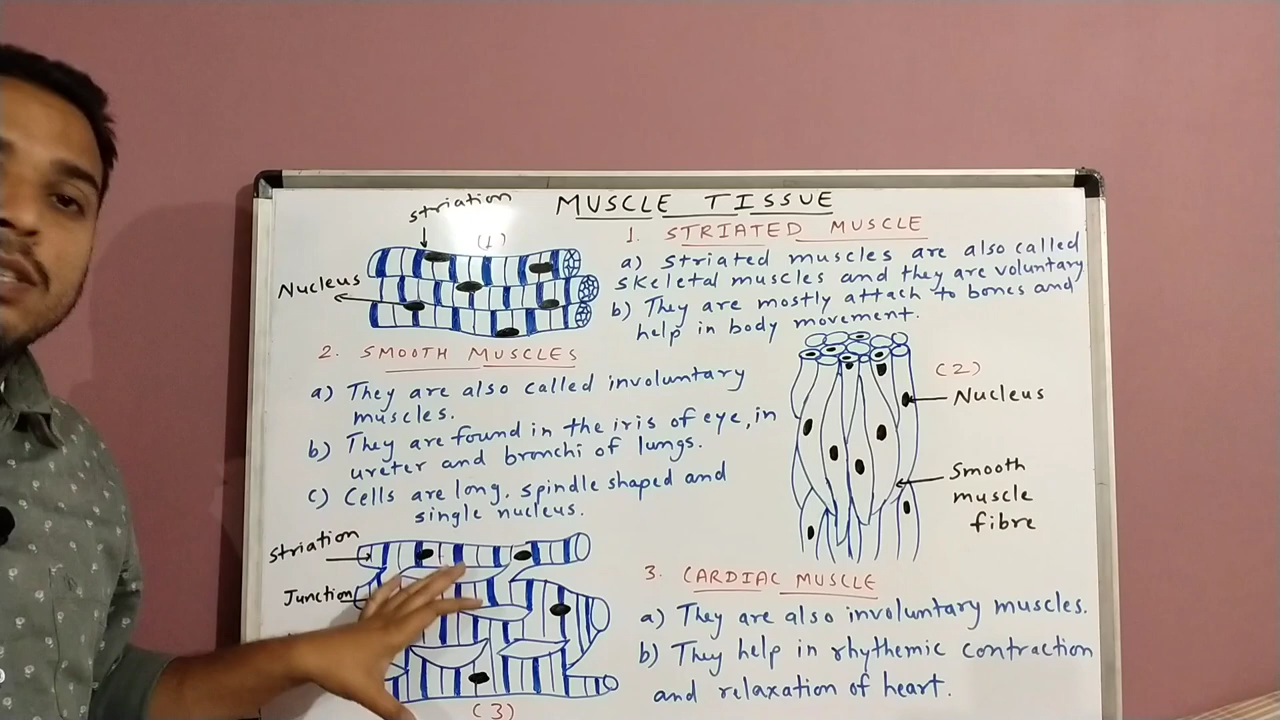 MUSCLE TISSUE
striation
(1)
Nucleus
1. STRIATED MUSCLE
a) striated muscles are also called
skeletal muscles and they are voluntary
b) They are mostly attach to bones and
help in body movement.
2. SMOOTH MUSCLES
a) They are also called involuntary
muscles.
b) They are found in the iris of eye, in
ureter and bronchi of lungs.
c) Cells are long, spindle shaped and
single nucleus.
(2)
Nucleus
Smooth
muscle
fibre
Striation
Junction
(3)
3. CARDIAC MUSCLE
a) They are also involuntary muscles.
b) They help in rhythemic contraction
and relaxation of heart.